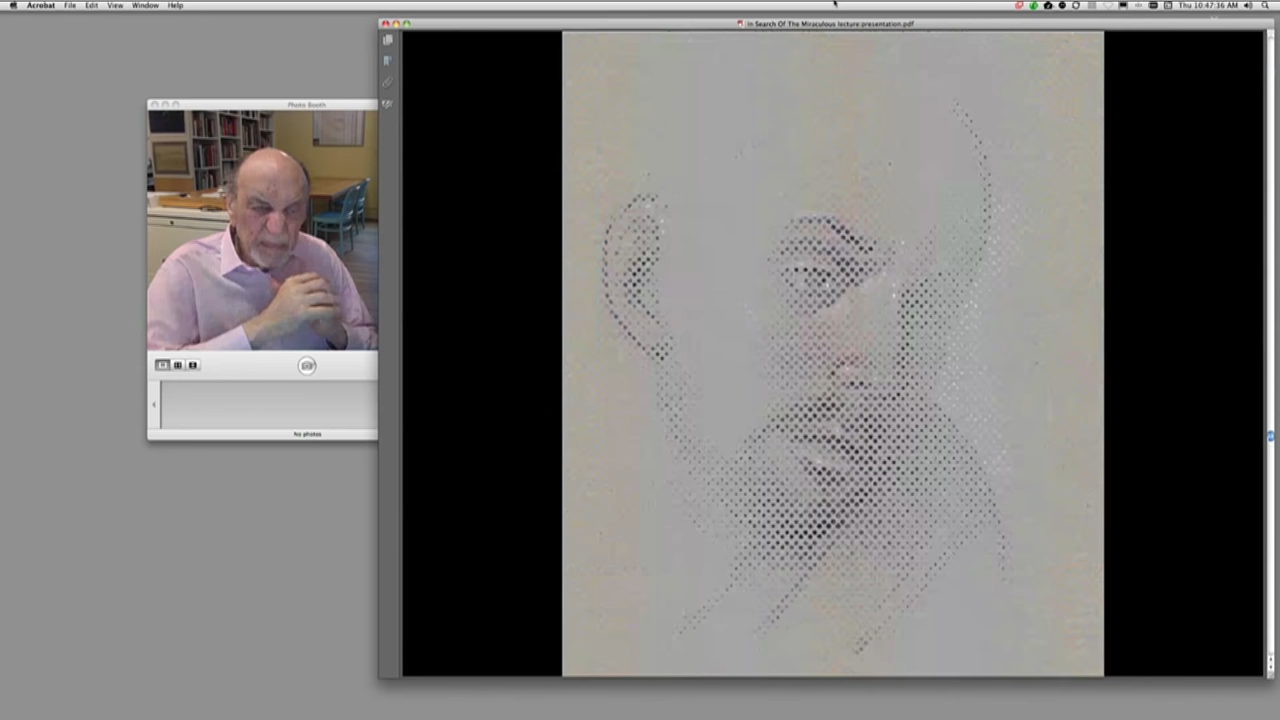 Acrobat File Edit View Window Help
Thu 10:47:36 AM
In Search Of The Miraculous lecture presentation.pdf
Photo Booth
No photos